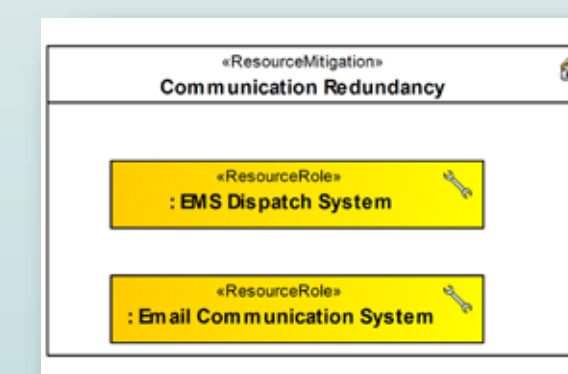 «ResourceMitigation»
Communication Redundancy
«ResourceRole»
: EMS Dispatch System
«ResourceRole»
: Email Communication System